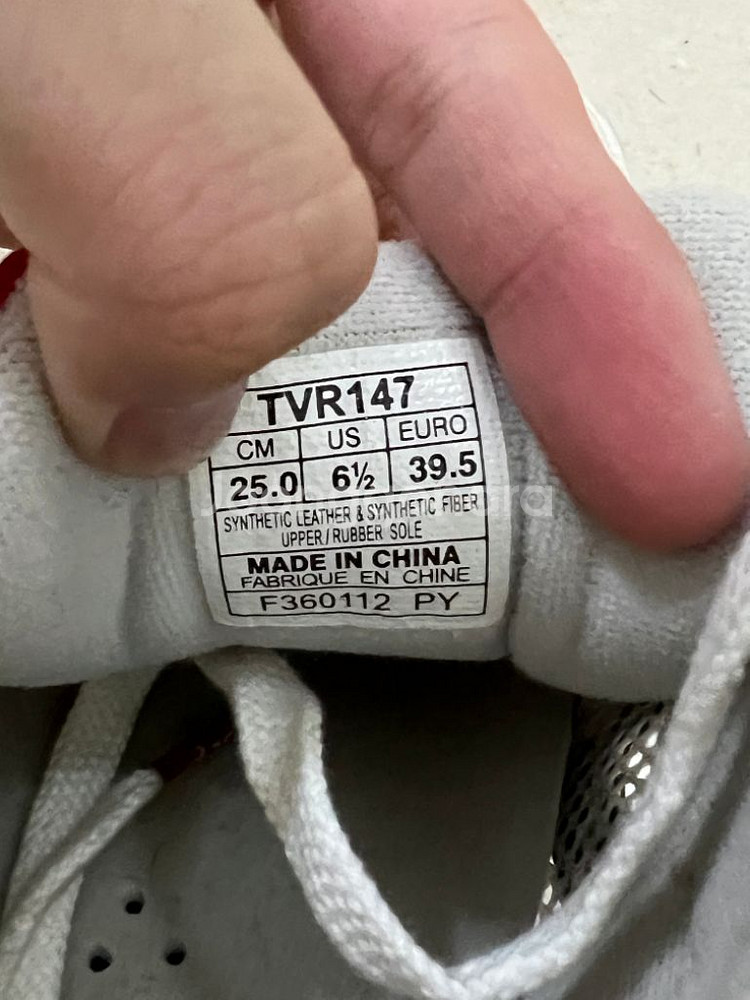 TVR147
CM US EURO
25.0 6½ 39.5
SYNTHETIC LEATHER & SYNTHETIC FIBER
UPPER/RUBBER SOLE
MADE IN CHINA
FABRIQUE EN CHINE
F360112 PY